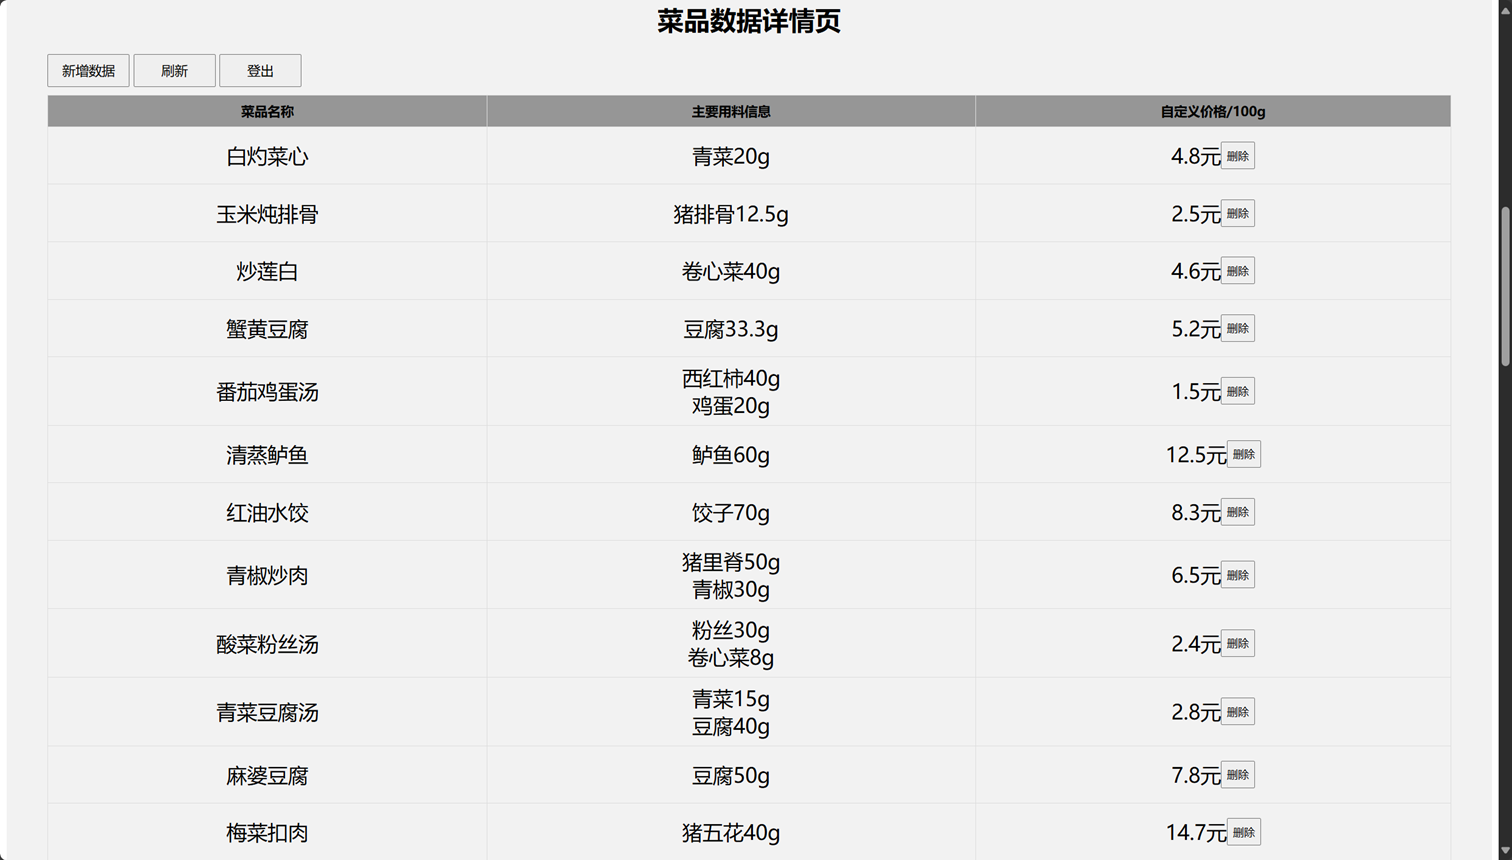 菜品数据详情页
新增数据 刷新 登出
菜品名称 主要用料信息 自定义价格/100g
白灼菜心 青菜20g 4.8元 删除
玉米炖排骨 猪排骨12.5g 2.5元 删除
炒莲白 卷心菜40g 4.6元 删除
蟹黄豆腐 豆腐33.3g 5.2元 删除
番茄鸡蛋汤 西红柿40g 1.5元 删除
鸡蛋20g
清蒸鲈鱼 鲈鱼60g 12.5元 删除
红油水饺 饺子70g 8.3元 删除
青椒炒肉 猪里脊50g 6.5元 删除
青椒30g
酸菜粉丝汤 粉丝30g 2.4元 删除
卷心菜8g
青菜豆腐汤 青菜15g 2.8元 删除
豆腐40g
麻婆豆腐 豆腐50g 7.8元 删除
梅菜扣肉 猪五花40g 14.7元 删除